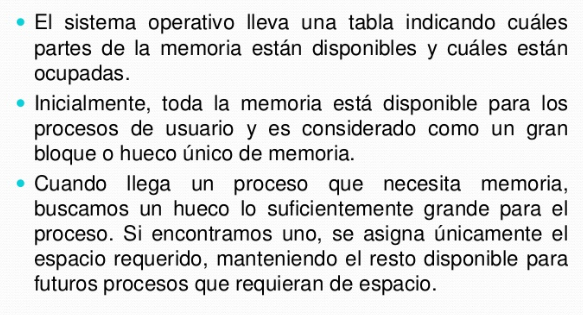 • El sistema operativo lleva una tabla indicando cuáles
partes de la memoria están disponibles y cuáles están
ocupadas.
• Inicialmente, toda la memoria está disponible para los
procesos de usuario y es considerado como un gran
bloque o hueco único de memoria.
• Cuando llega un proceso que necesita memoria,
buscamos un hueco lo suficientemente grande para el
proceso. Si encontramos uno, se asigna únicamente el
espacio requerido, manteniendo el resto disponible para
futuros procesos que requieran de espacio.